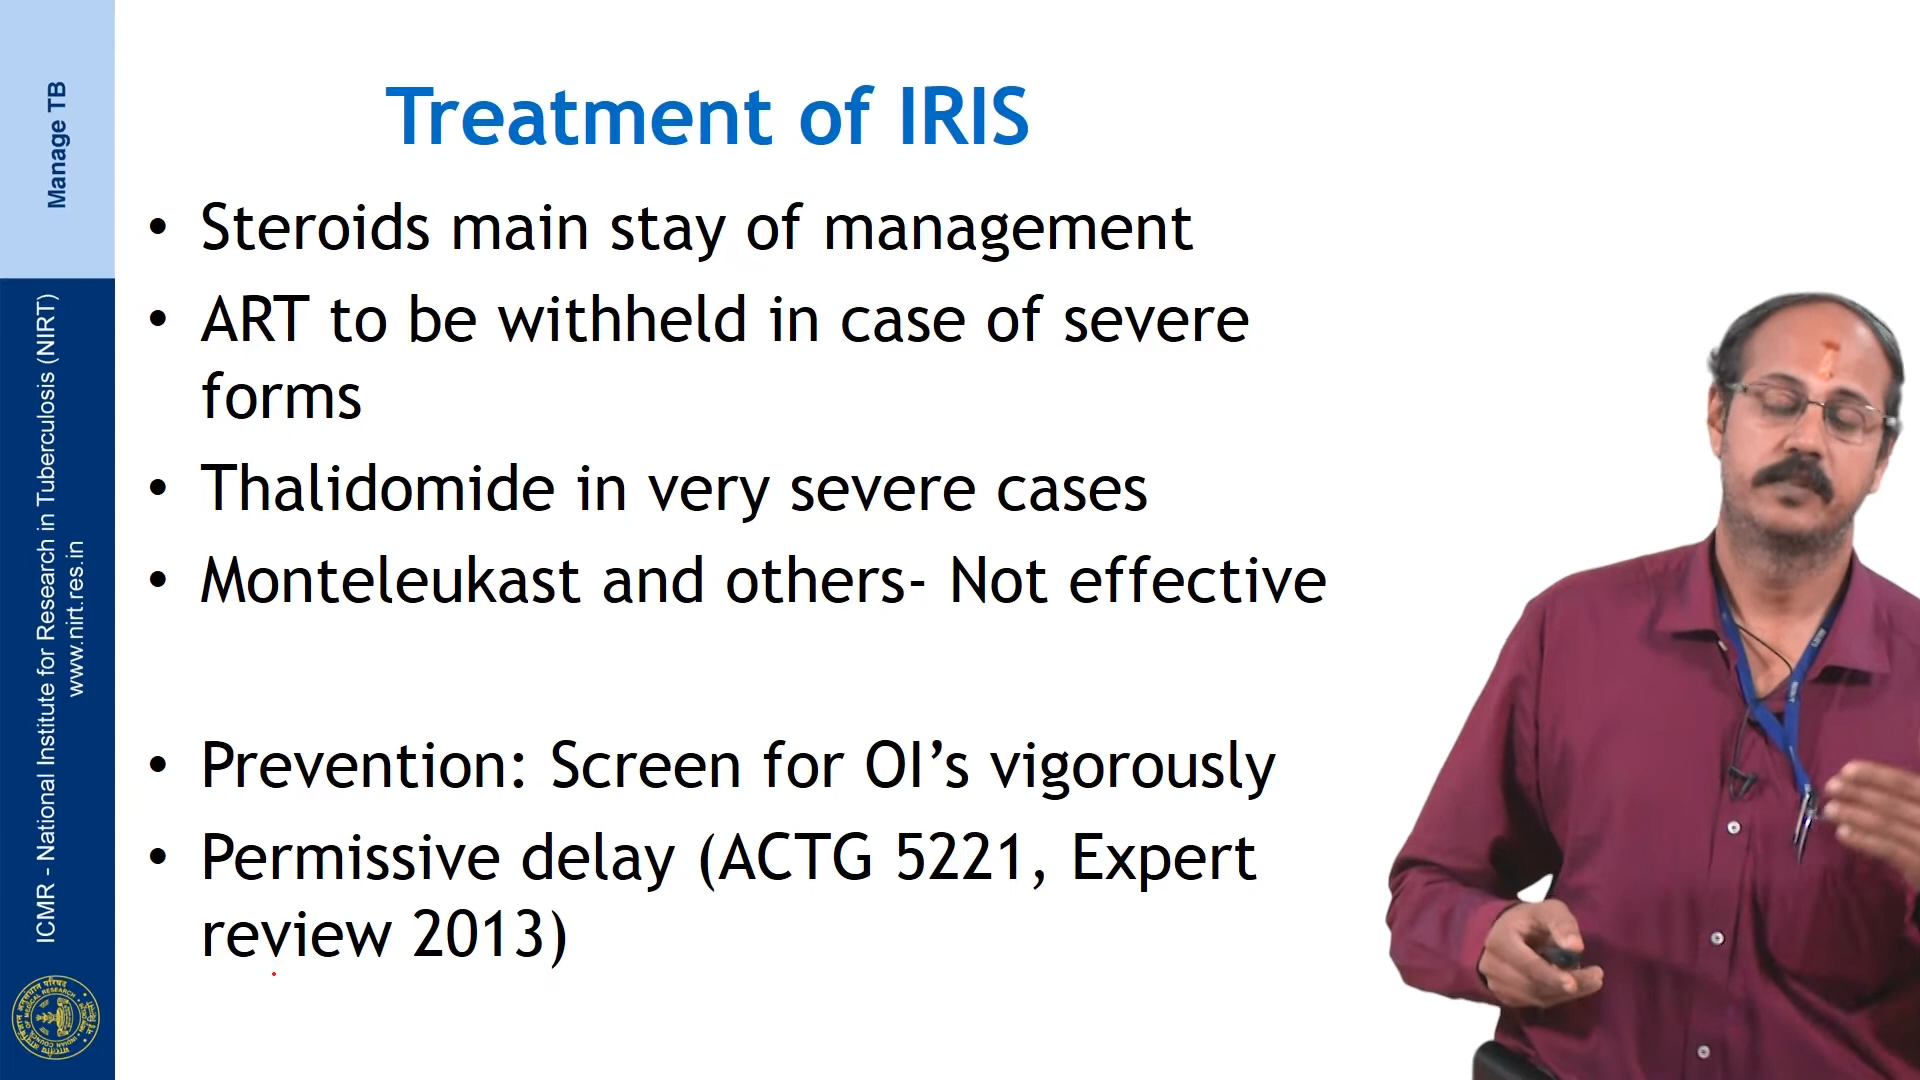 Manage TB
ICMR - National Institute for Research in Tuberculosis (NIRT)
www.nirt.res.in
Treatment of IRIS
• Steroids main stay of management
• ART to be withheld in case of severe
forms
• Thalidomide in very severe cases
• Monteleukast and others- Not effective
• Prevention: Screen for OI’s vigorously
• Permissive delay (ACTG 5221, Expert
review 2013)